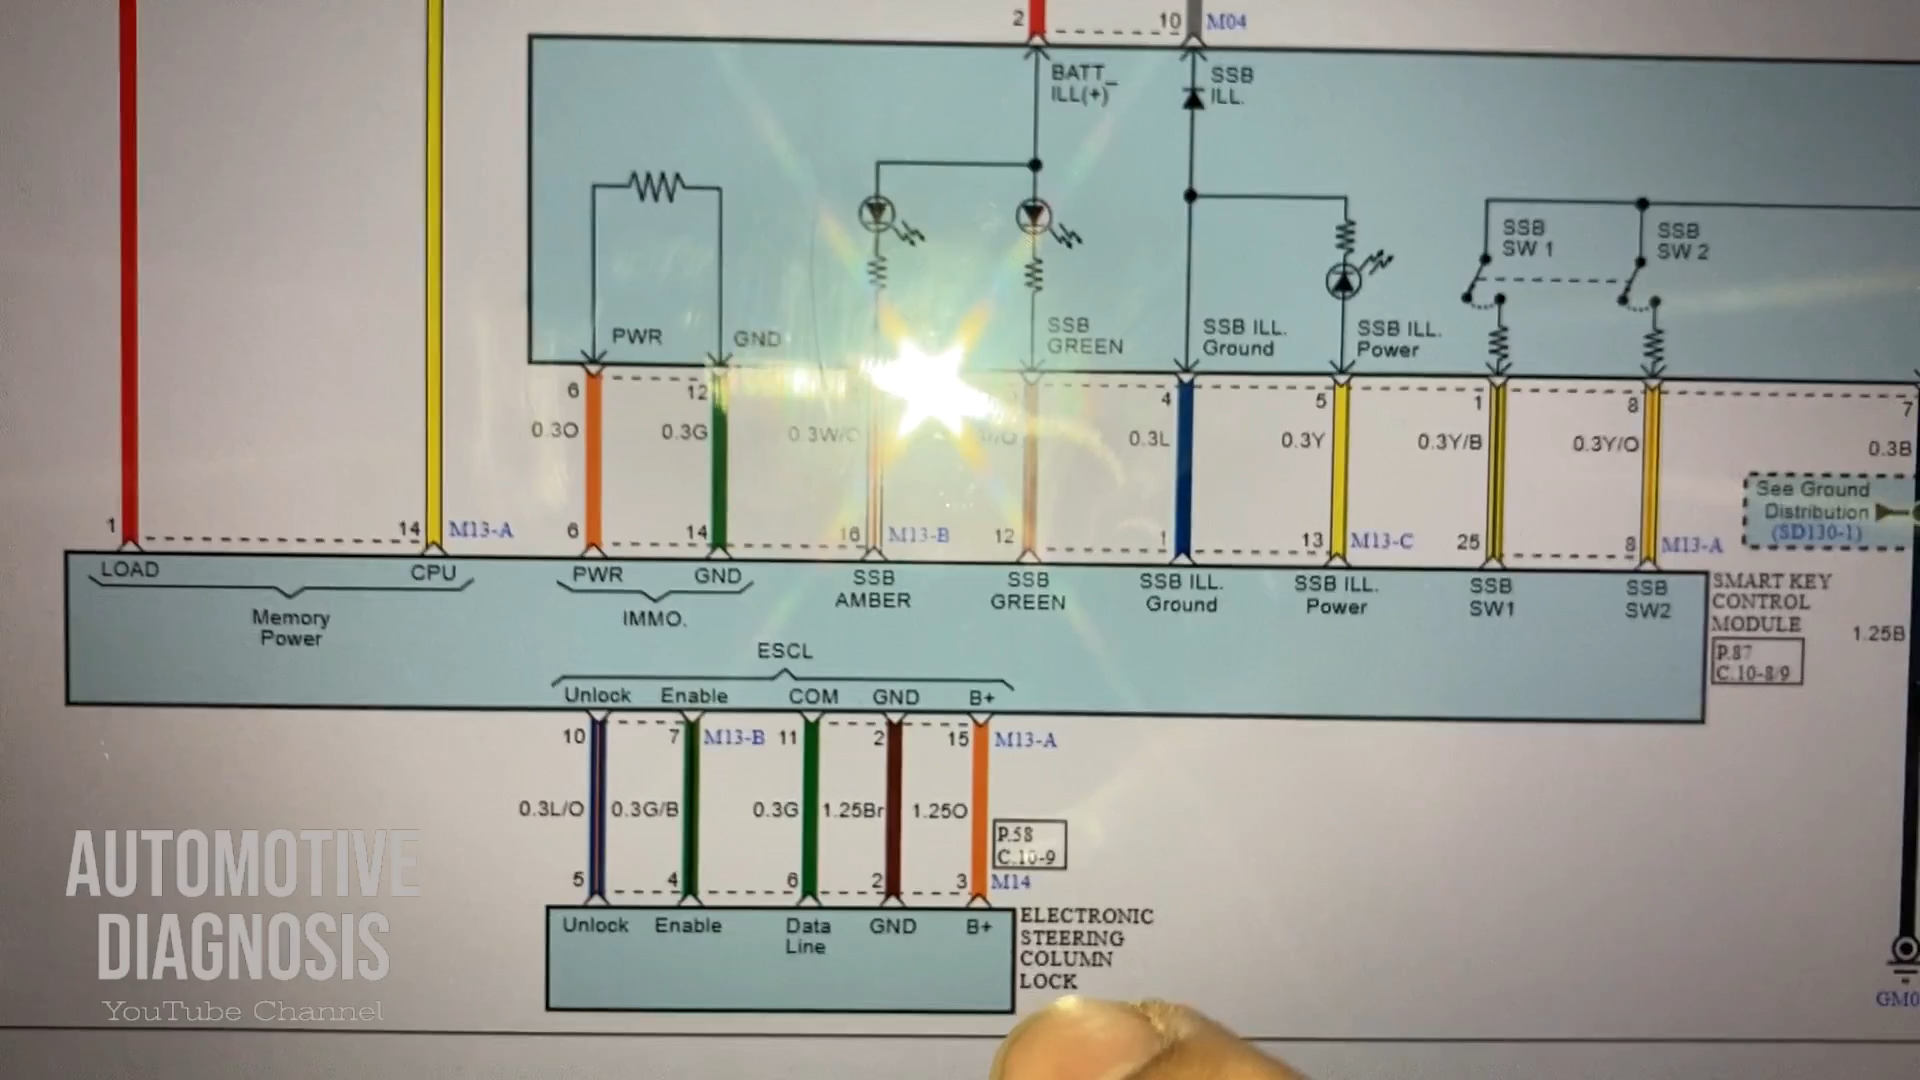 2
10
M04
BATT_
ILL(+)
SSB
ILL.
SSB
SW 1
SSB
SW 2
PWR
GND
SSB
GREEN
SSB ILL.
Ground
SSB ILL.
Power
6
12
4
5
1
8
7
0.3O
0.3G
0.3W/O
0.3L
0.3Y
0.3Y/B
0.3Y/O
0.3B
See Ground
Distribution
(SD130-1)
1
14
M13-A
6
14
16
M13-B
12
1
13
M13-C
25
8
M13-A
LOAD
CPU
PWR
GND
SSB
AMBER
SSB
GREEN
SSB ILL.
Ground
SSB ILL.
Power
SSB
SW1
SSB
SW2
SMART KEY
CONTROL
MODULE
P.87
C.10-8/9
1.25B
Memory
Power
IMMO.
ESCL
Unlock
Enable
COM
GND
B+
10
7
M13-B
11
2
15
M13-A
0.3L/O
0.3G/B
0.3G
1.25Br
1.25O
P.58
C.10-9
5
4
6
2
3
M14
Unlock
Enable
Data
Line
GND
B+
ELECTRONIC
STEERING
COLUMN
LOCK
AUTOMOTIVE
DIAGNOSIS
YouTube Channel